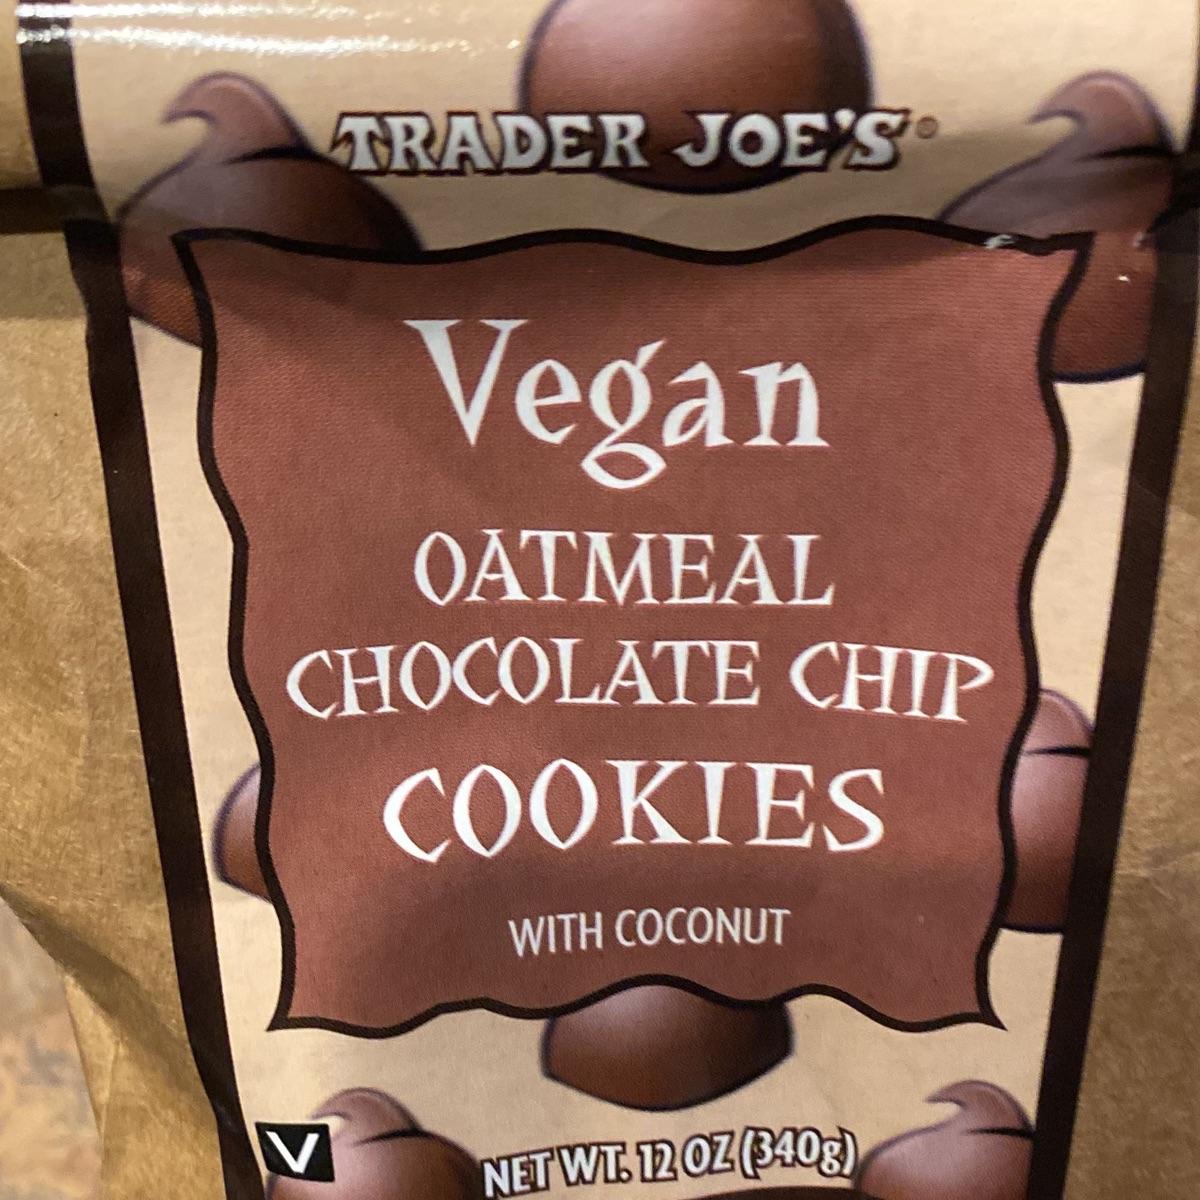 TRADER JOE'S®
Vegan
OATMEAL
CHOCOLATE CHIP
COOKIES
WITH COCONUT
V
NET WT. 12 OZ (340g)